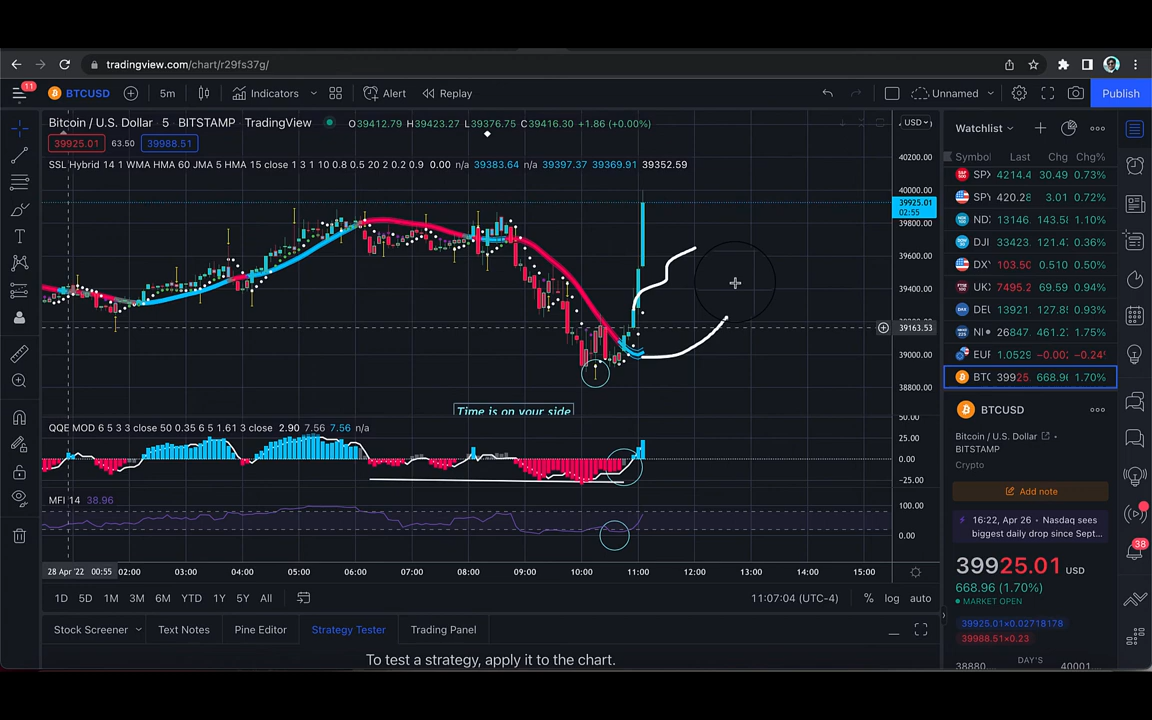 tradingview.com/chart/r29fs37g/
11
BTCUSD
5m
Indicators
Alert
Replay
Unnamed
Publish
Bitcoin / U.S. Dollar 5 BITSTAMP TradingView
O39412.79 H39423.27 L39376.75 C39416.30 +1.86 (+0.00%)
39925.01 63.50 39988.51
SSL Hybrid 14 1 WMA HMA 60 JMA 5 HMA 15 close 1 3 1 10 0.8 0.5 20 2 0.2 0.9 0.00 n/a 39383.64 n/a 39397.37 39369.91 39352.59
USD
40200.00
40000.00
39925.01
02:55
39800.00
39600.00
39400.00
39163.53
39000.00
38800.00
Time is on your side
QQE MOD 6 5 3 3 close 50 0.35 6 5 1.61 3 close 2.90 7.56 7.56 n/a
50.00
25.00
0.00
-25.00
MFI 14 38.96
100.00
0.00
28 Apr '22 00:55 02:00 03:00 04:00 05:00 06:00 07:00 08:00 09:00 10:00 11:00 12:00 13:00 14:00 15:00
1D 5D 1M 3M 6M YTD 1Y 5Y All
11:07:04 (UTC-4) % log auto
Stock Screener Text Notes Pine Editor Strategy Tester Trading Panel
To test a strategy, apply it to the chart.
Watchlist
Symbol Last Chg Chg%
SPX 4214.4 30.49 0.73%
SPY 420.28 3.01 0.72%
ND 13146. 143.58 1.10%
DJI 33423. 121.4 0.36%
DXY 103.50 0.510 0.50%
UK 7495.2 69.59 0.94%
DEU 13921. 127.85 0.93%
NI 26847. 461.2 1.75%
EUR 1.0529 -0.00 -0.24%
BTC 39925. 668.96 1.70%
BTCUSD
Bitcoin / U.S. Dollar
BITSTAMP
Crypto
Add note
16:22, Apr 26 • Nasdaq sees
biggest daily drop since Sept...
39925.01 USD
668.96 (1.70%)
MARKET OPEN
39925.01×0.02718178
39988.51×0.23
DAY'S
38880. 40001.
38